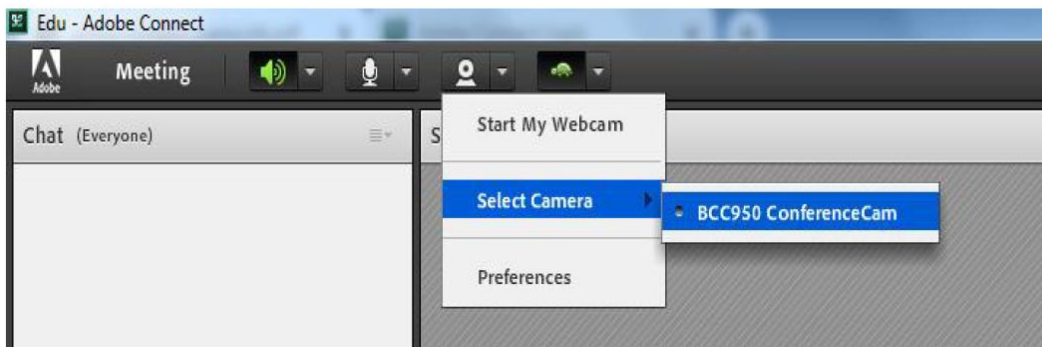 Edu - Adobe Connect
Adobe
Meeting
Chat (Everyone)
S
Start My Webcam
Select Camera
BCC950 ConferenceCam
Preferences